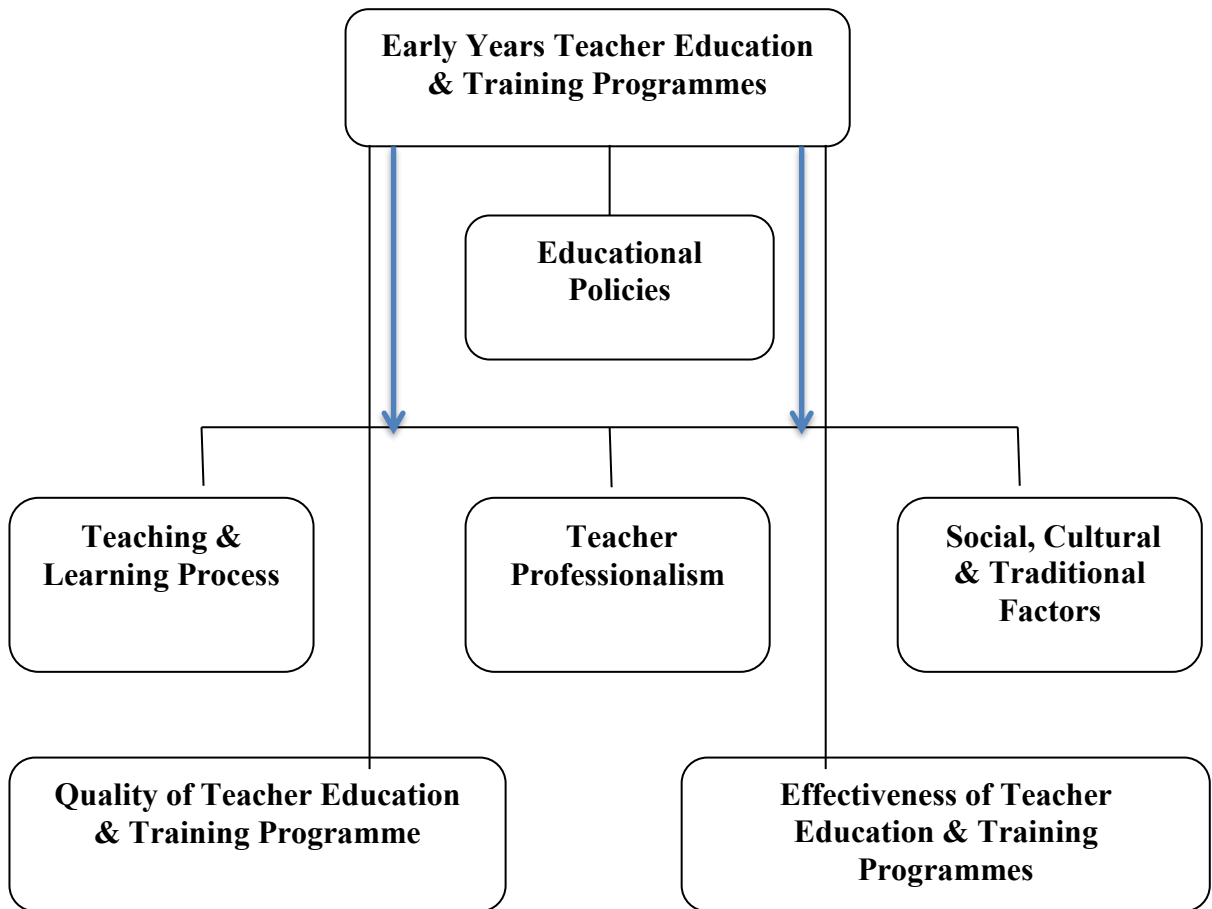 Early Years Teacher Education
& Training Programmes
Educational
Policies
Teaching &
Learning Process
Teacher
Professionalism
Social, Cultural
& Traditional
Factors
Quality of Teacher Education
& Training Programme
Effectiveness of Teacher
Education & Training
Programmes